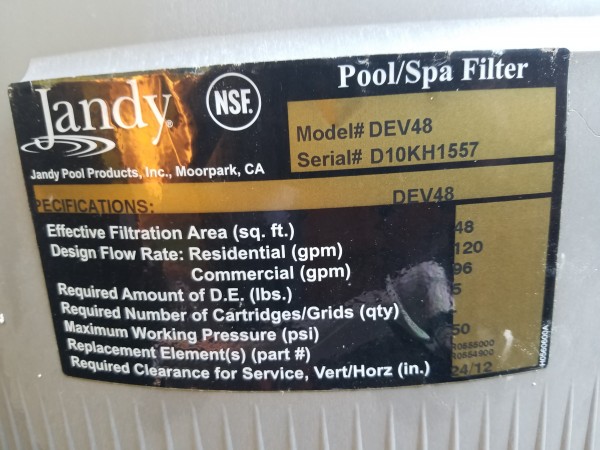 Jandy®
NSF®
Pool/Spa Filter
Model# DEV48
Serial# D10KH1557
Jandy Pool Products, Inc., Moorpark, CA
PECIFICATIONS: DEV48
Effective Filtration Area (sq. ft.) 48
Design Flow Rate: Residential (gpm) 120
Commercial (gpm) 96
Required Amount of D.E. (lbs.) 5
Required Number of Cartridges/Grids (qty)
Maximum Working Pressure (psi) 50
Replacement Element(s) (part #) R0555000
R0554900
Required Clearance for Service, Vert/Horz (in.) 24/12